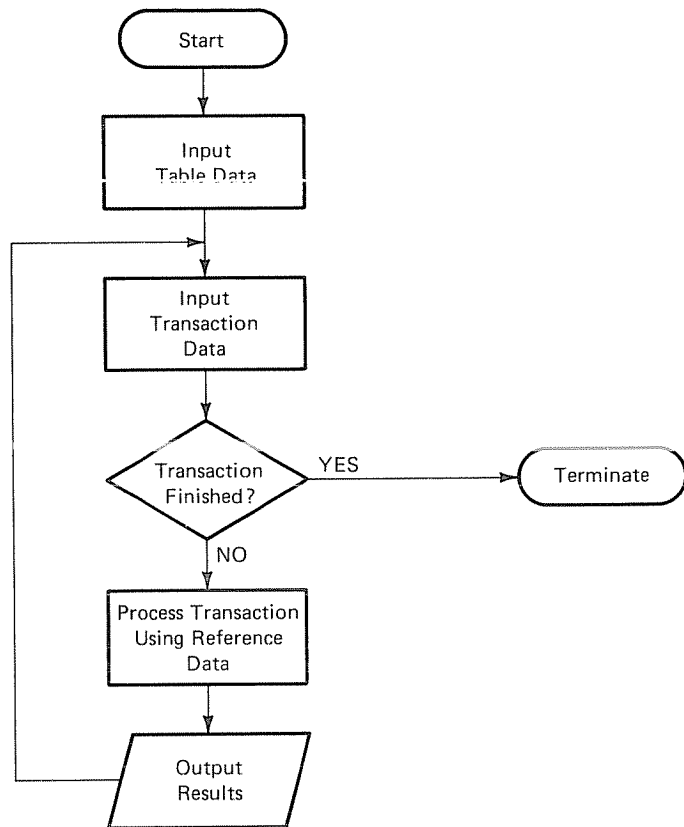 Start
Input
Table Data
Input
Transaction
Data
Transaction
Finished?
YES
Terminate
NO
Process Transaction
Using Reference
Data
Output
Results